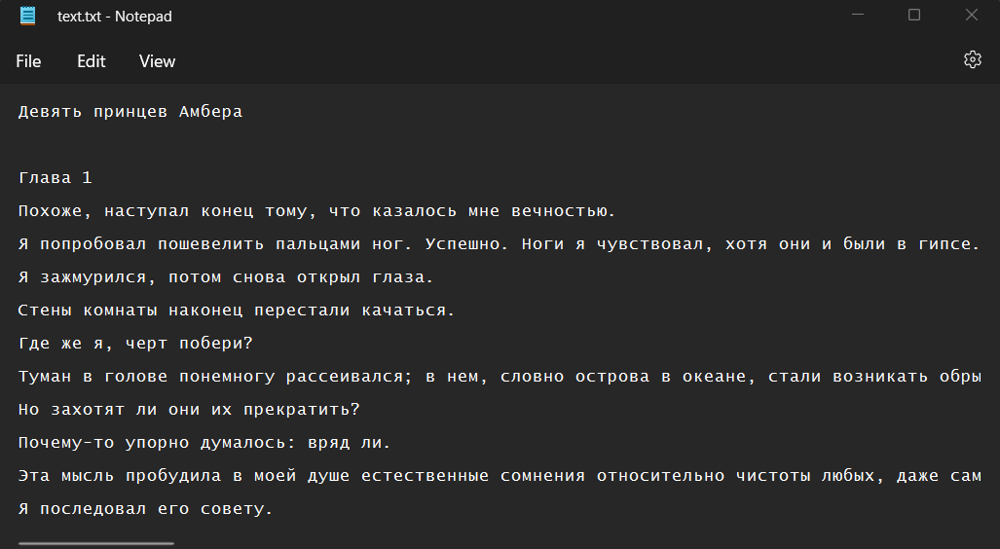 text.txt - Notepad
File Edit View
Девять принцев Амбера
Глава 1
Похоже, наступал конец тому, что казалось мне вечностью.
Я попробовал пошевелить пальцами ног. Успешно. Ноги я чувствовал, хотя они и были в гипсе.
Я зажмурился, потом снова открыл глаза.
Стены комнаты наконец перестали качаться.
Где же я, черт побери?
Туман в голове понемногу рассеивался; в нем, словно острова в океане, стали возникать обры
Но захотят ли они их прекратить?
Почему-то упорно думалось: вряд ли.
Эта мысль пробудила в моей душе естественные сомнения относительно чистоты любых, даже сам
Я последовал его совету.